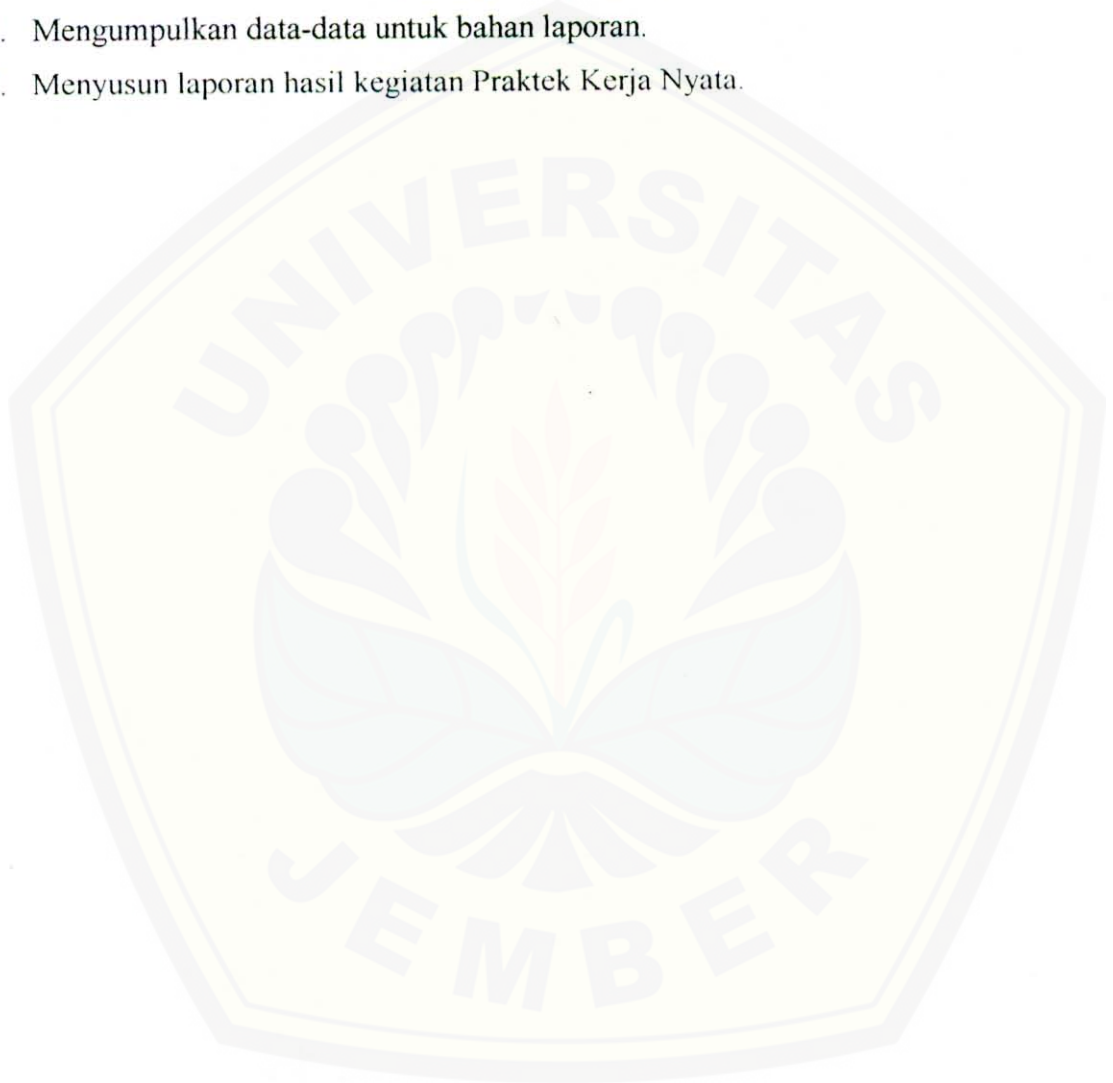 . Mengumpulkan data-data untuk bahan laporan.
. Menyusun laporan hasil kegiatan Praktek Kerja Nyata.
UNIVERSITAS
JEMBER